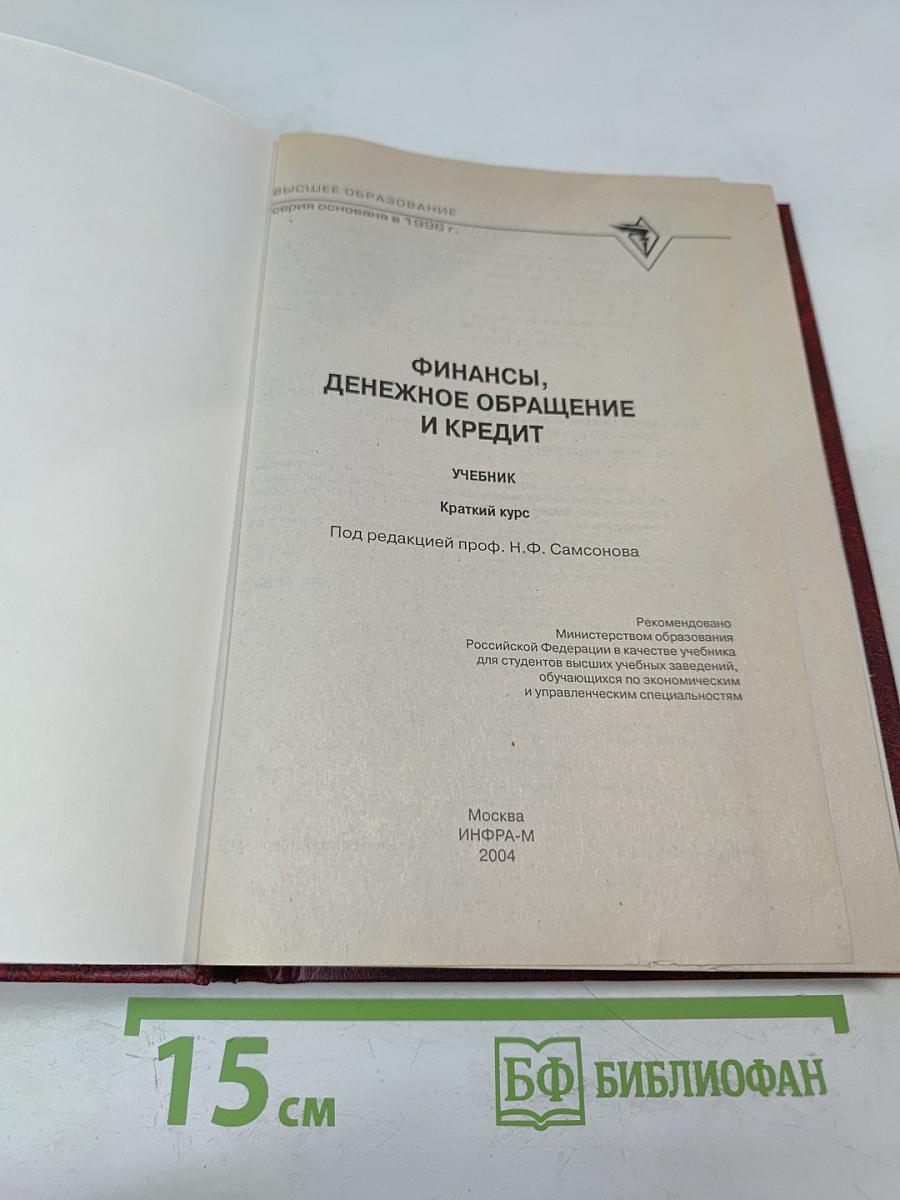 ВЫСШЕЕ ОБРАЗОВАНИЕ
серия основана в 1996 г.
ФИНАНСЫ,
ДЕНЕЖНОЕ ОБРАЩЕНИЕ
И КРЕДИТ
УЧЕБНИК
Краткий курс
Под редакцией проф. Н.Ф. Самсонова
Рекомендовано
Министерством образования
Российской Федерации в качестве учебника
для студентов высших учебных заведений,
обучающихся по экономическим
и управленческим специальностям
Москва
ИНФРА-М
2004
15 см
БФ БИБЛИОФАН